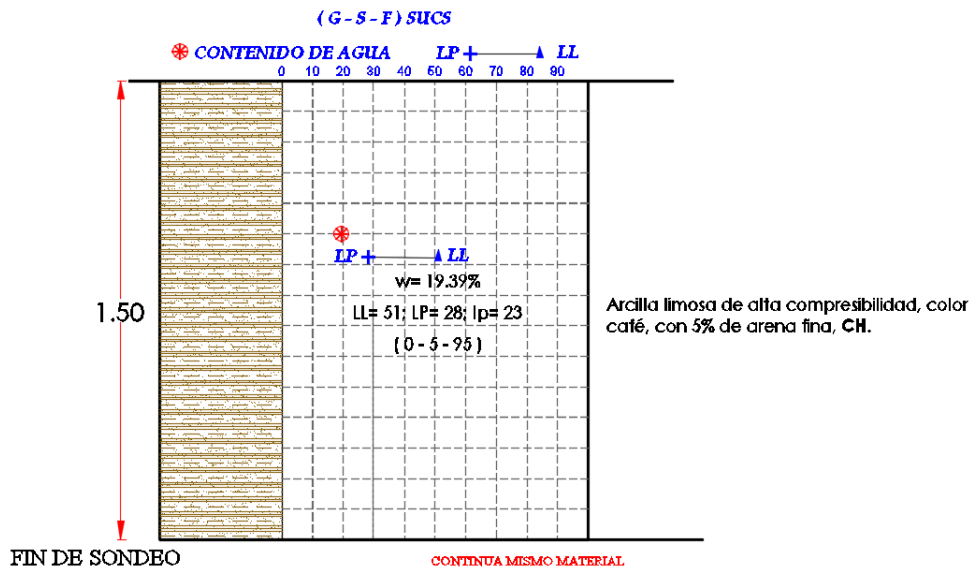 ( G - S - F ) SUCS
CONTENIDO DE AGUA LP LL
0 10 20 30 40 50 60 70 80 90
LP LL
w= 19.39%
1.50
LL= 51; LP= 28; Ip= 23
( 0 - 5 - 95 )
Arcilla limosa de alta compresibilidad, color
café, con 5% de arena fina, CH.
FIN DE SONDEO
CONTINUA MISMO MATERIAL